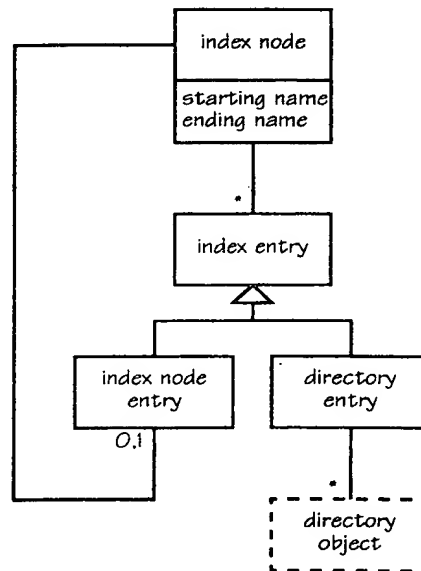 index node
starting name
ending name
*
index entry
index node
entry
directory
entry
0,1
*
directory
object